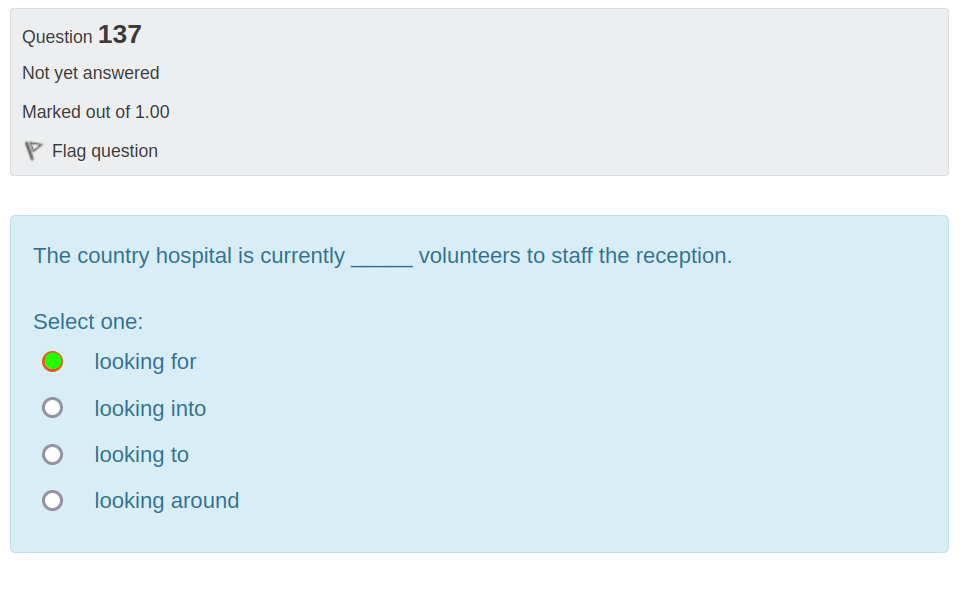 Question 137
Not yet answered
Marked out of 1.00
Flag question
The country hospital is currently _____ volunteers to staff the reception.
Select one:
looking for
looking into
looking to
looking around